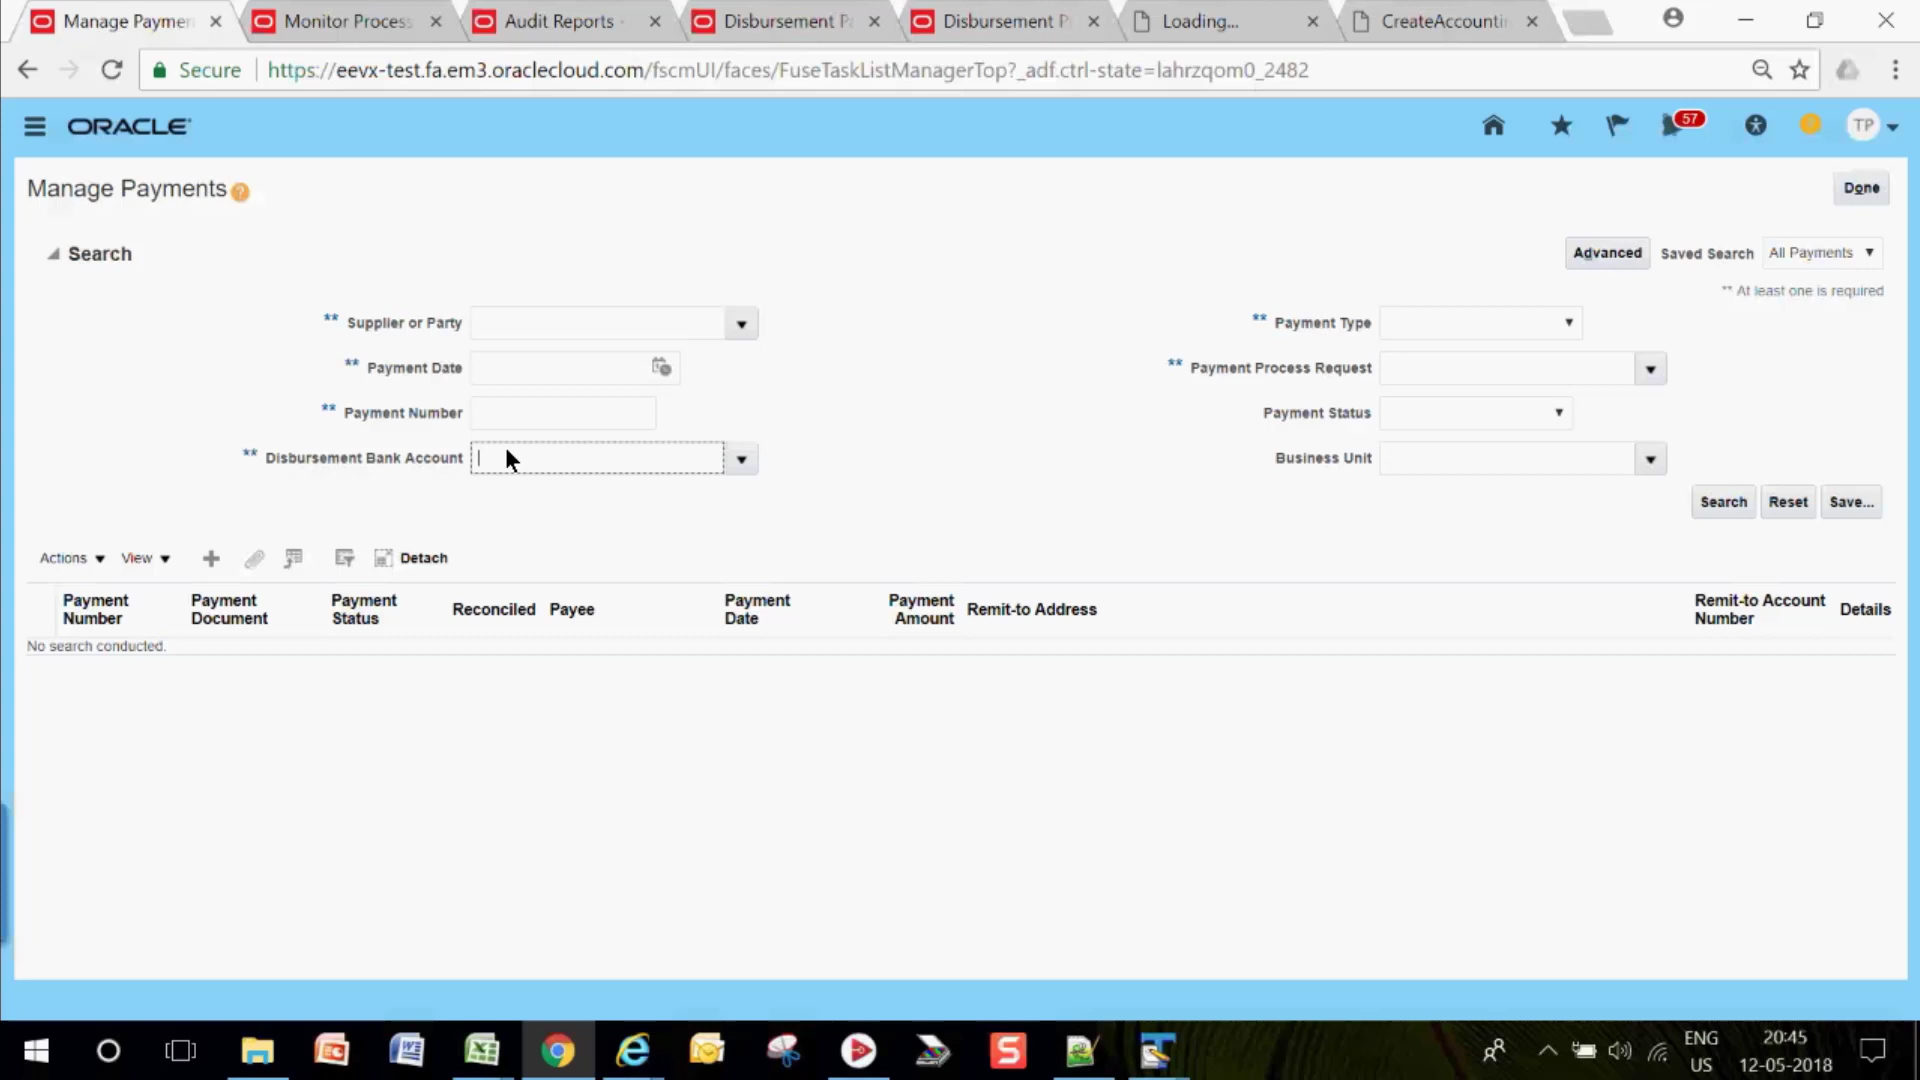 Manage Paymen
Monitor Process
Audit Reports -
Disbursement P
Disbursement P
Loading...
CreateAccounti
Secure
https://eevx-test.fa.em3.oraclecloud.com/fscmUI/faces/FuseTaskListManagerTop?_adf.ctrl-state=lahrzqom0_2482
ORACLE
57
TP
Manage Payments
Done
Search
Advanced Saved Search All Payments
** At least one is required
** Supplier or Party
** Payment Type
** Payment Date
** Payment Process Request
** Payment Number
Payment Status
** Disbursement Bank Account
Business Unit
Search Reset Save...
Actions View Detach
Payment Number
Payment Document
Payment Status
Reconciled
Payee
Payment Date
Payment Amount
Remit-to Address
Remit-to Account Number
Details
No search conducted.
ENG
US
20:45
12-05-2018